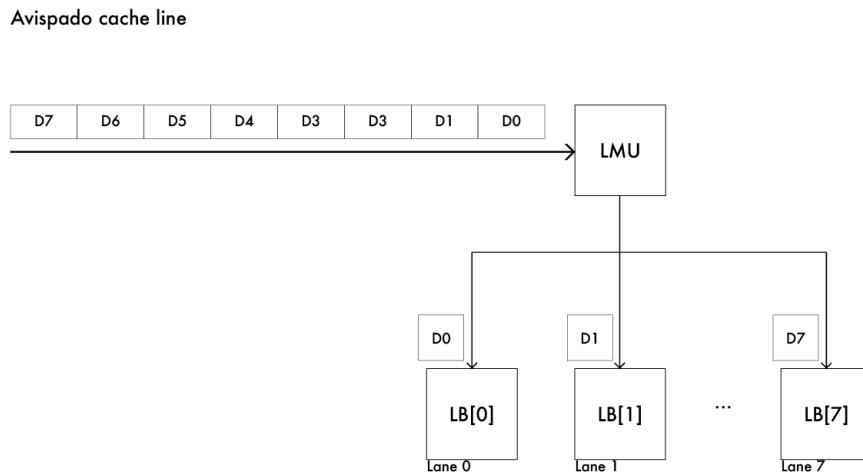 Avispado cache line
D7 D6 D5 D4 D3 D3 D1 D0
LMU
D0 D1 D7
LB[0] LB[1] ... LB[7]
Lane 0 Lane 1 Lane 7